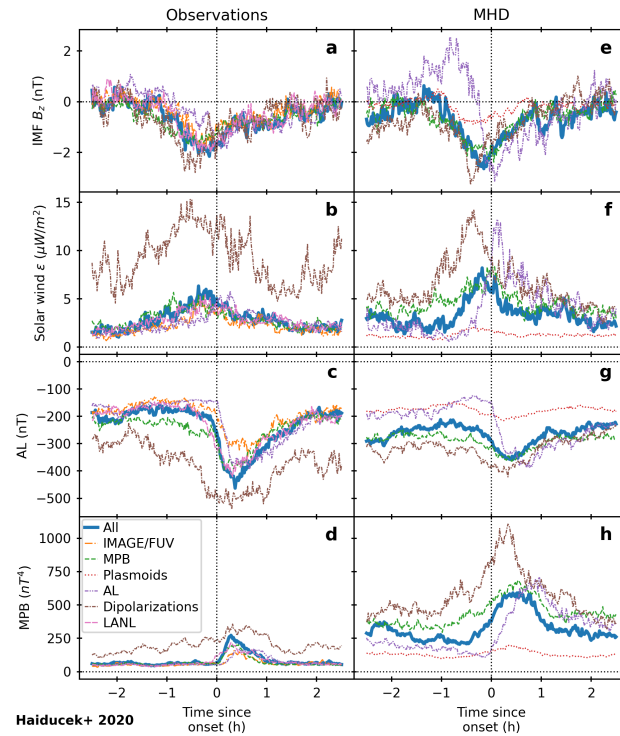 Observations
MHD
a
e
IMF B_z (nT)
2
0
−2
b
f
Solar wind ε (μW/m²)
15
10
5
0
c
g
AL (nT)
0
−100
−200
−300
−400
−500
d
h
MPB (nT⁴)
1000
750
500
250
0
All
IMAGE/FUV
MPB
Plasmoids
AL
Dipolarizations
LANL
−2 −1 0 1 2
−2 −1 0 1 2
Time since
onset (h)
Time since
onset (h)
Haiducek+ 2020